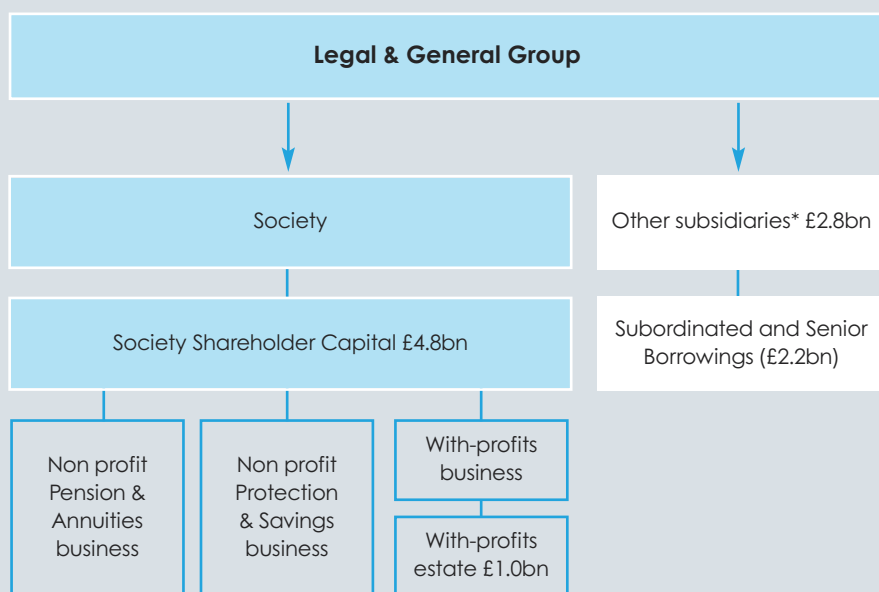 Legal & General Group
Society
Other subsidiaries* £2.8bn
Society Shareholder Capital £4.8bn
Subordinated and Senior
Borrowings (£2.2bn)
Non profit
Pension &
Annuities
business
Non profit
Protection
& Savings
business
With-profits
business
With-profits
estate £1.0bn